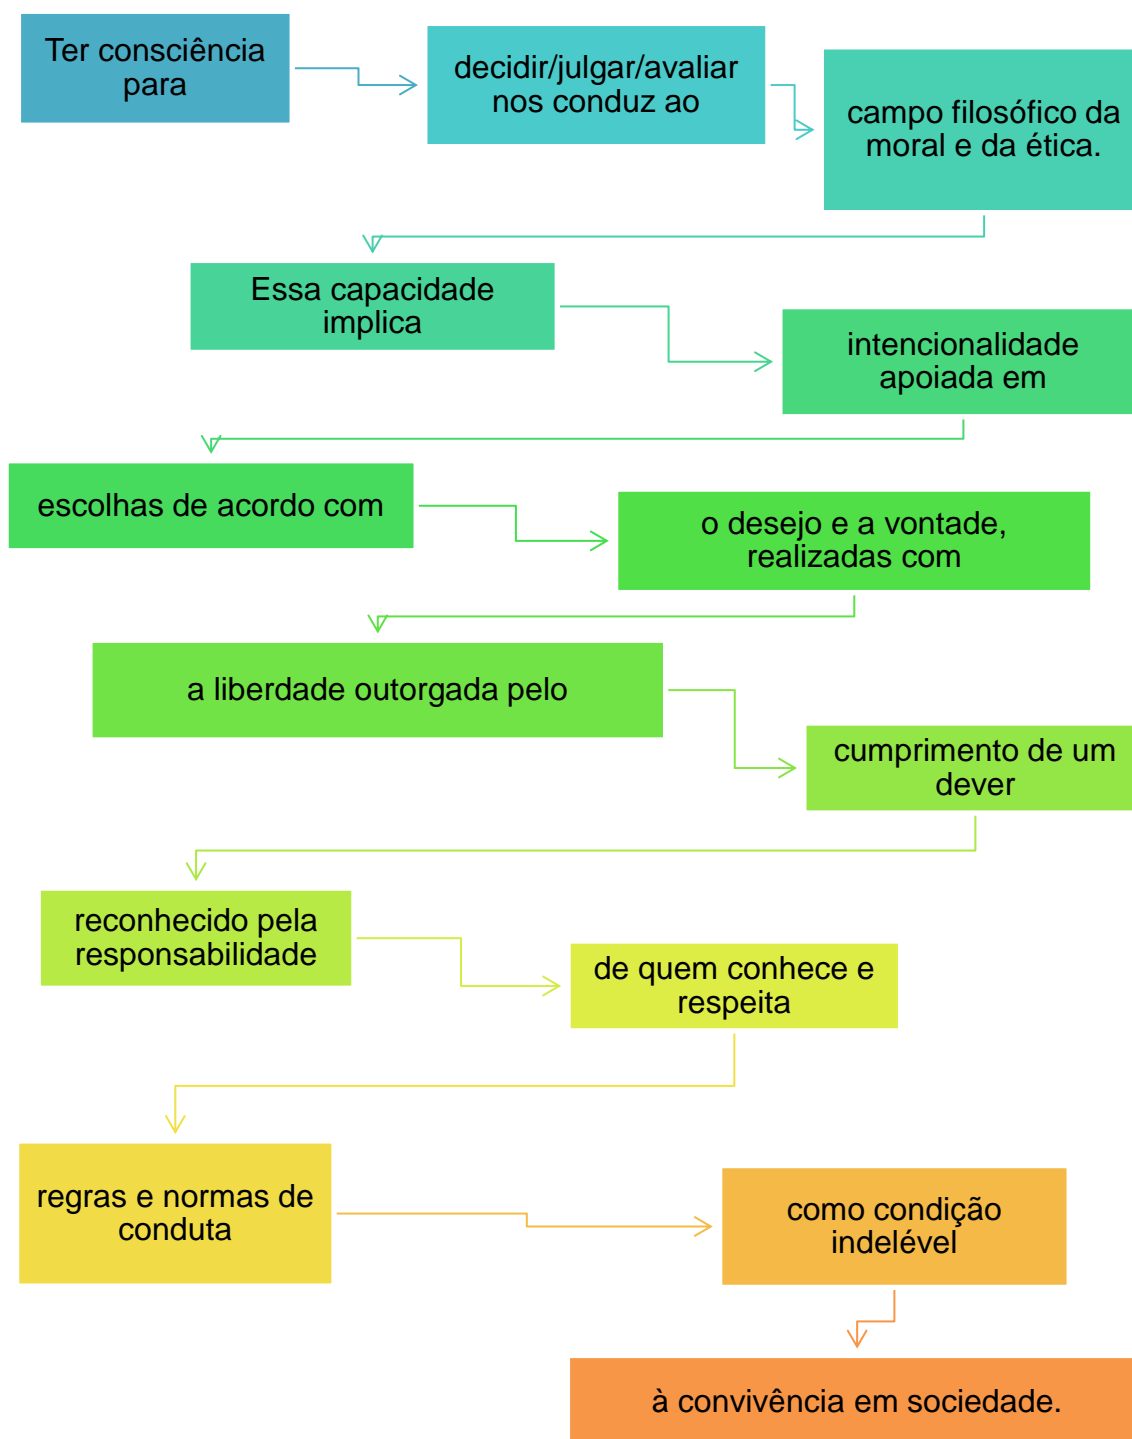 Ter consciência
para
decidir/julgar/avaliar
nos conduz ao
campo filosófico da
moral e da ética.
Essa capacidade
implica
intencionalidade
apoiada em
escolhas de acordo com
o desejo e a vontade,
realizadas com
a liberdade outorgada pelo
cumprimento de um
dever
reconhecido pela
responsabilidade
de quem conhece e
respeita
regras e normas de
conduta
como condição
indelével
à convivência em sociedade.